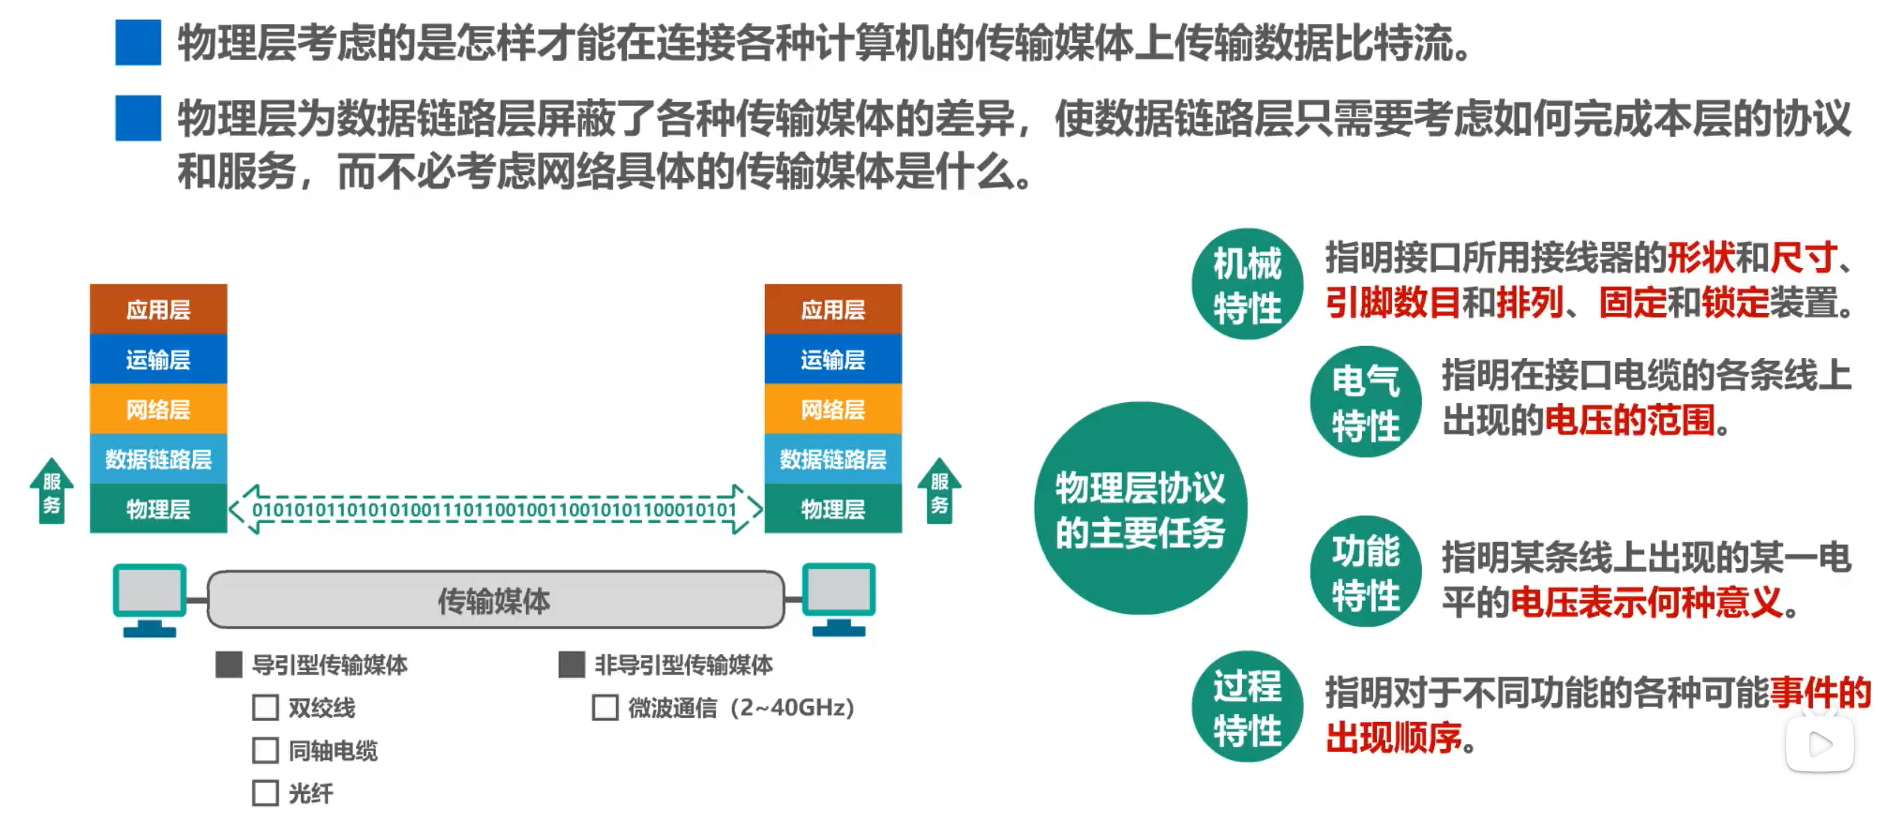 物理层考虑的是怎样才能在连接各种计算机的传输媒体上传输数据比特流。
物理层为数据链路层屏蔽了各种传输媒体的差异，使数据链路层只需要考虑如何完成本层的协议
和服务，而不必考虑网络具体的传输媒体是什么。
应用层
运输层
网络层
数据链路层
物理层
服务
0101010110101010011101100100110010101100010101
应用层
运输层
网络层
数据链路层
物理层
服务
传输媒体
导引型传输媒体
双绞线
同轴电缆
光纤
非导引型传输媒体
微波通信（2~40GHz）
物理层协议
的主要任务
机械
特性
指明接口所用接线器的形状和尺寸、
引脚数目和排列、固定和锁定装置。
电气
特性
指明在接口电缆的各条线上
出现的电压的范围。
功能
特性
指明某条线上出现的某一电
平的电压表示何种意义。
过程
特性
指明对于不同功能的各种可能事件的
出现顺序。